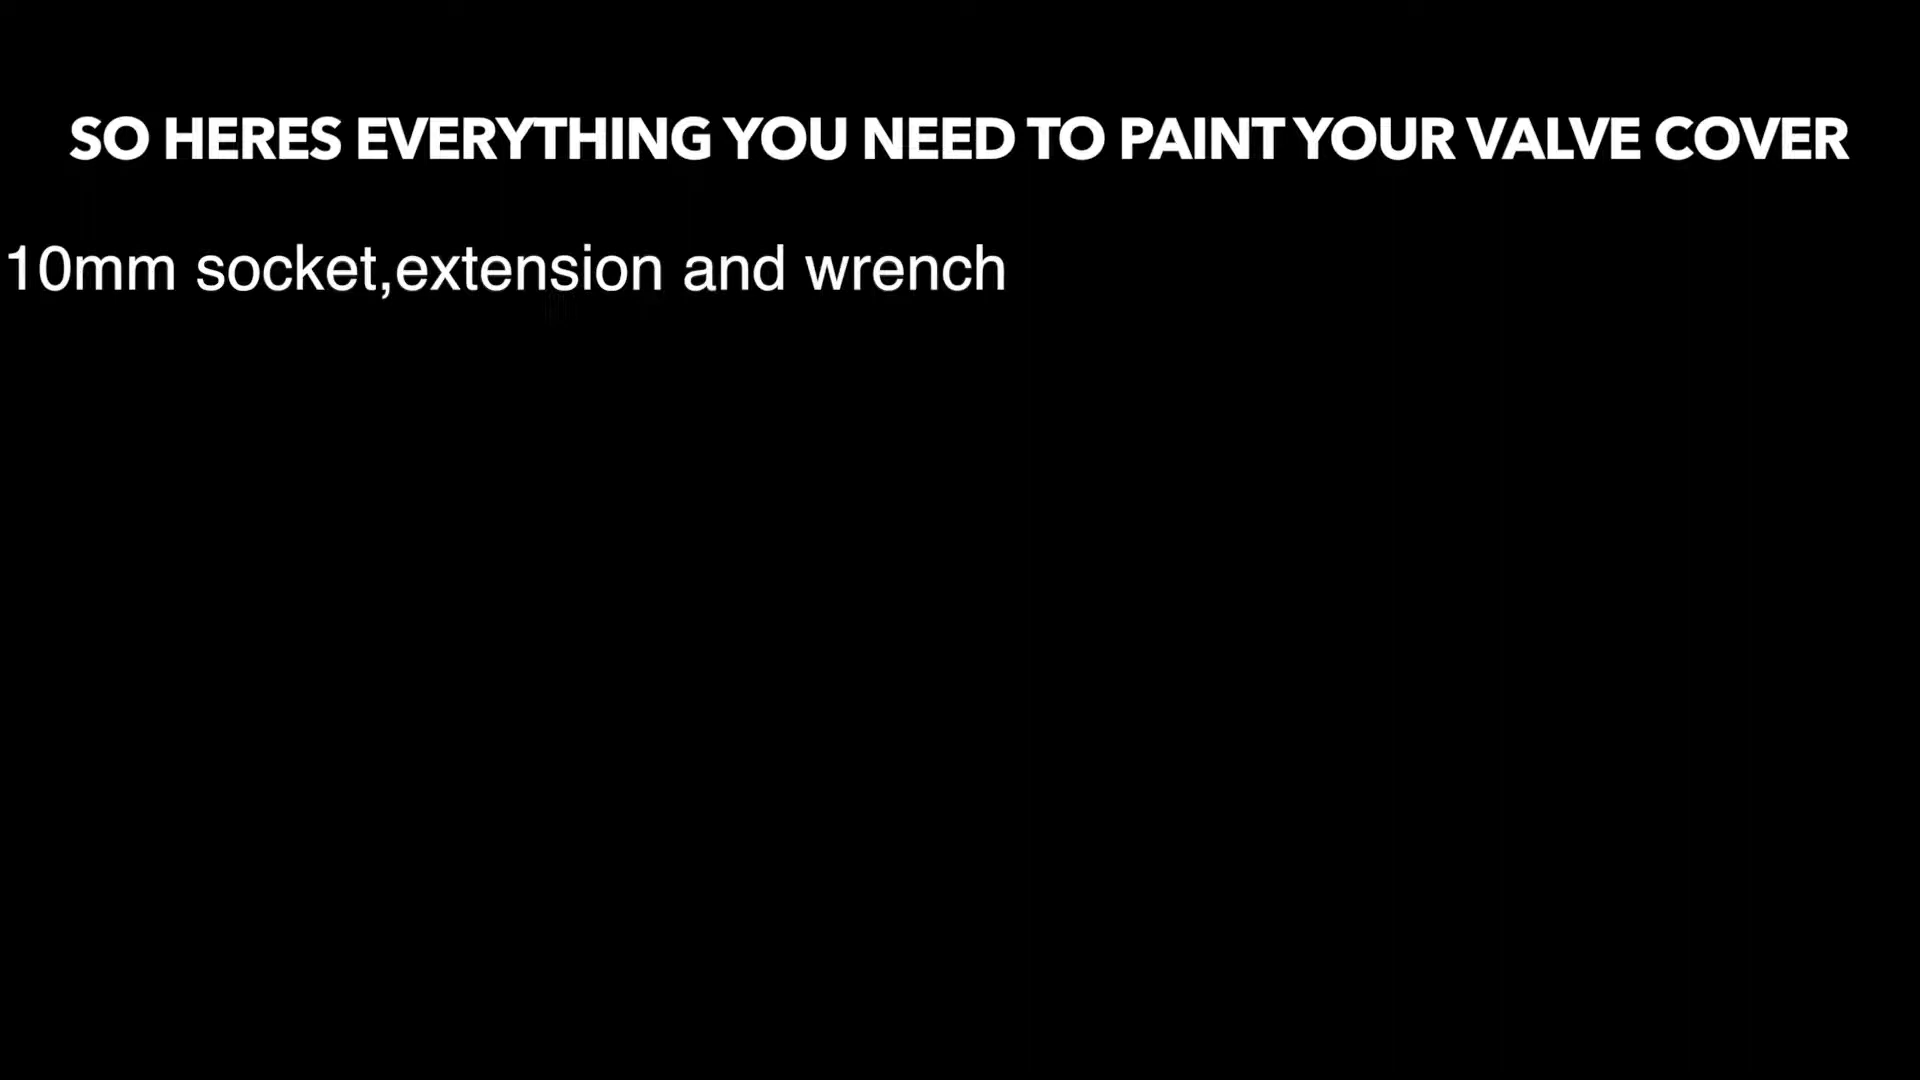 SO HERES EVERYTHING YOU NEED TO PAINT YOUR VALVE COVER
10mm socket,extension and wrench